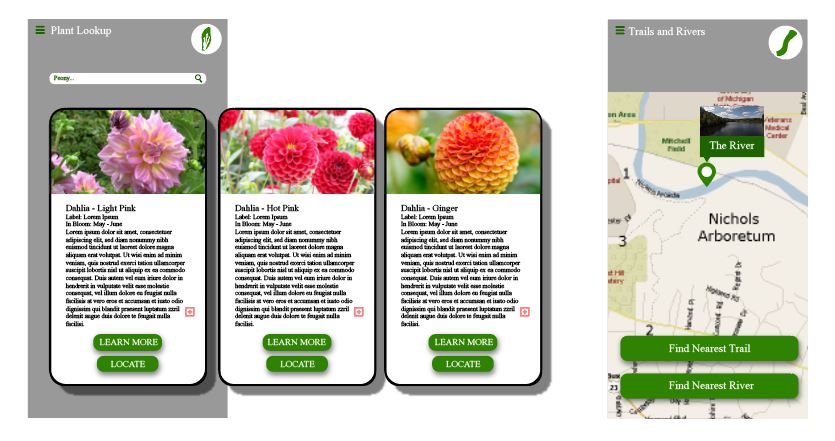 Plant Lookup
Peony...
Dahlia - Light Pink
Label: Lorem Ipsum
In Bloom: May - June
Lorem ipsum dolor sit amet, consectetuer
adipiscing elit, sed diam nonummy nibh
euismod tincidunt ut laoreet dolore magna
aliquam erat volutpat. Ut wisi enim ad minim
veniam, quis nostrud exerci tation ullamcorper
suscipit lobortis nisl ut aliquip ex ea commodo
consequat. Duis autem vel eum iriure dolor in
hendrerit in vulputate velit esse molestie
consequat, vel illum dolore eu feugiat nulla
facilisis at vero eros et accumsan et iusto odio
dignissim qui blandit praesent luptatum zzril
delenit augue duis dolore te feugait nulla
facilisi.
LEARN MORE
LOCATE
Dahlia - Hot Pink
Label: Lorem Ipsum
In Bloom: May - June
Lorem ipsum dolor sit amet, consectetuer
adipiscing elit, sed diam nonummy nibh
euismod tincidunt ut laoreet dolore magna
aliquam erat volutpat. Ut wisi enim ad minim
veniam, quis nostrud exerci tation ullamcorper
suscipit lobortis nisl ut aliquip ex ea commodo
consequat. Duis autem vel eum iriure dolor in
hendrerit in vulputate velit esse molestie
consequat, vel illum dolore eu feugiat nulla
facilisis at vero eros et accumsan et iusto odio
dignissim qui blandit praesent luptatum zzril
delenit augue duis dolore te feugait nulla
facilisi.
LEARN MORE
LOCATE
Dahlia - Ginger
Label: Lorem Ipsum
In Bloom: May - June
Lorem ipsum dolor sit amet, consectetuer
adipiscing elit, sed diam nonummy nibh
euismod tincidunt ut laoreet dolore magna
aliquam erat volutpat. Ut wisi enim ad minim
veniam, quis nostrud exerci tation ullamcorper
suscipit lobortis nisl ut aliquip ex ea commodo
consequat. Duis autem vel eum iriure dolor in
hendrerit in vulputate velit esse molestie
consequat, vel illum dolore eu feugiat nulla
facilisis at vero eros et accumsan et iusto odio
dignissim qui blandit praesent luptatum zzril
delenit augue duis dolore te feugait nulla
facilisi.
LEARN MORE
LOCATE
Trails and Rivers
of Michigan
on Area
Veterans
Medical
Center
Mitchell
Field
The River
1
Nichols Arcade
Nichols
Arboretum
3
2
Highland Rd
Find Nearest Trail
Find Nearest River